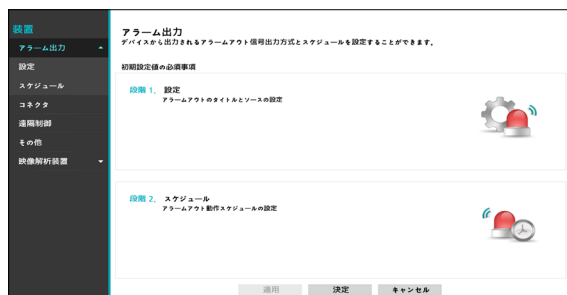 装置
アラーム出力
設定
スケジュール
コネクタ
遠隔制御
その他
映像解析装置
アラーム出力
デバイスから出力されるアラームアウト信号出力方式とスケジュールを設定することができます。
初期設定値の必須事項
段階 1. 設定
アラームアウトのタイトルとソースの設定
段階 2. スケジュール
アラームアウト動作スケジュールの設定
適用 決定 キャンセル